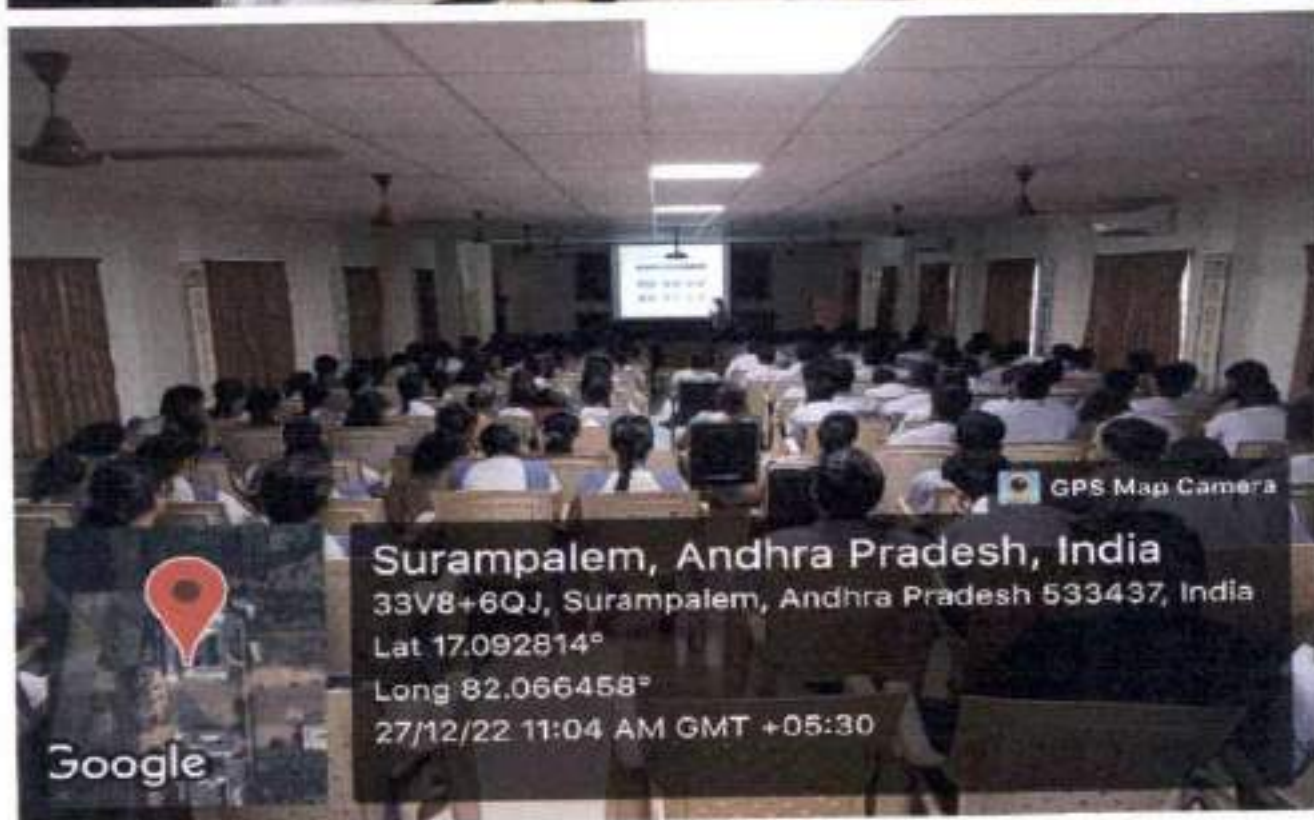 GPS Map Camera
Surampalem, Andhra Pradesh, India
33V8+6QJ, Surampalem, Andhra Pradesh 533437, India
Lat 17.092814°
Long 82.066458°
27/12/22 11:04 AM GMT +05:30
Google